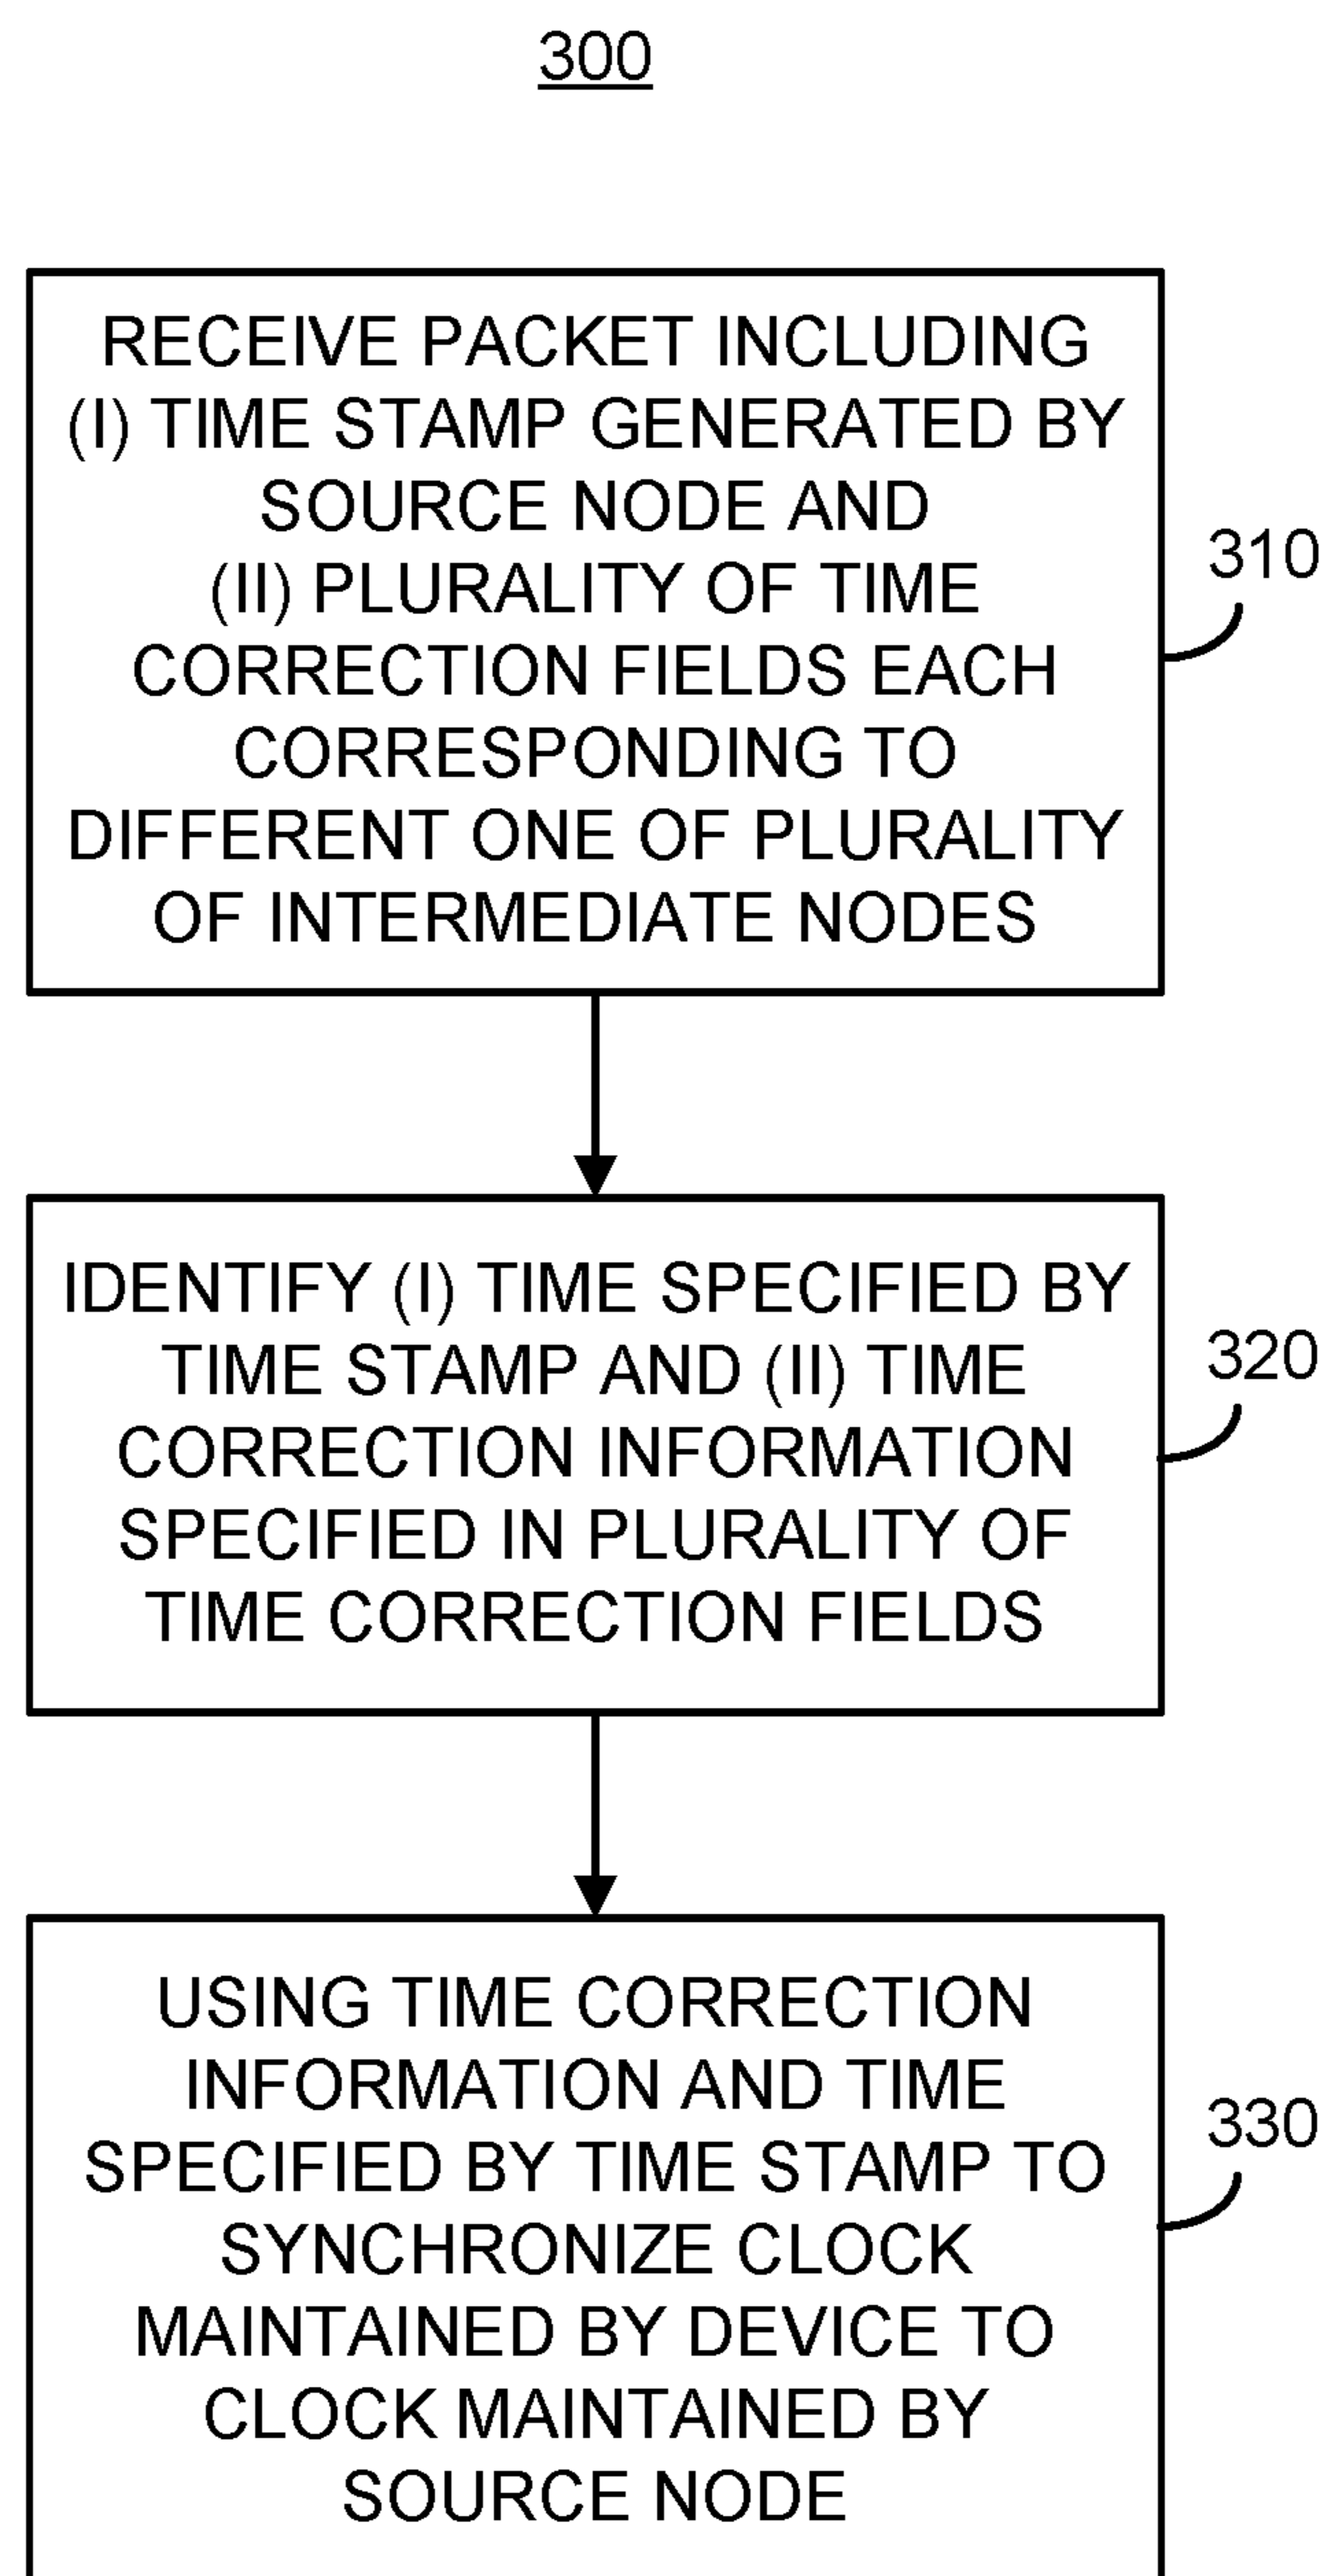 300
RECEIVE PACKET INCLUDING
(I) TIME STAMP GENERATED BY
SOURCE NODE AND
(II) PLURALITY OF TIME
CORRECTION FIELDS EACH
CORRESPONDING TO
DIFFERENT ONE OF PLURALITY
OF INTERMEDIATE NODES
310
IDENTIFY (I) TIME SPECIFIED BY
TIME STAMP AND (II) TIME
CORRECTION INFORMATION
SPECIFIED IN PLURALITY OF
TIME CORRECTION FIELDS
320
USING TIME CORRECTION
INFORMATION AND TIME
SPECIFIED BY TIME STAMP TO
SYNCHRONIZE CLOCK
MAINTAINED BY DEVICE TO
CLOCK MAINTAINED BY
SOURCE NODE
330